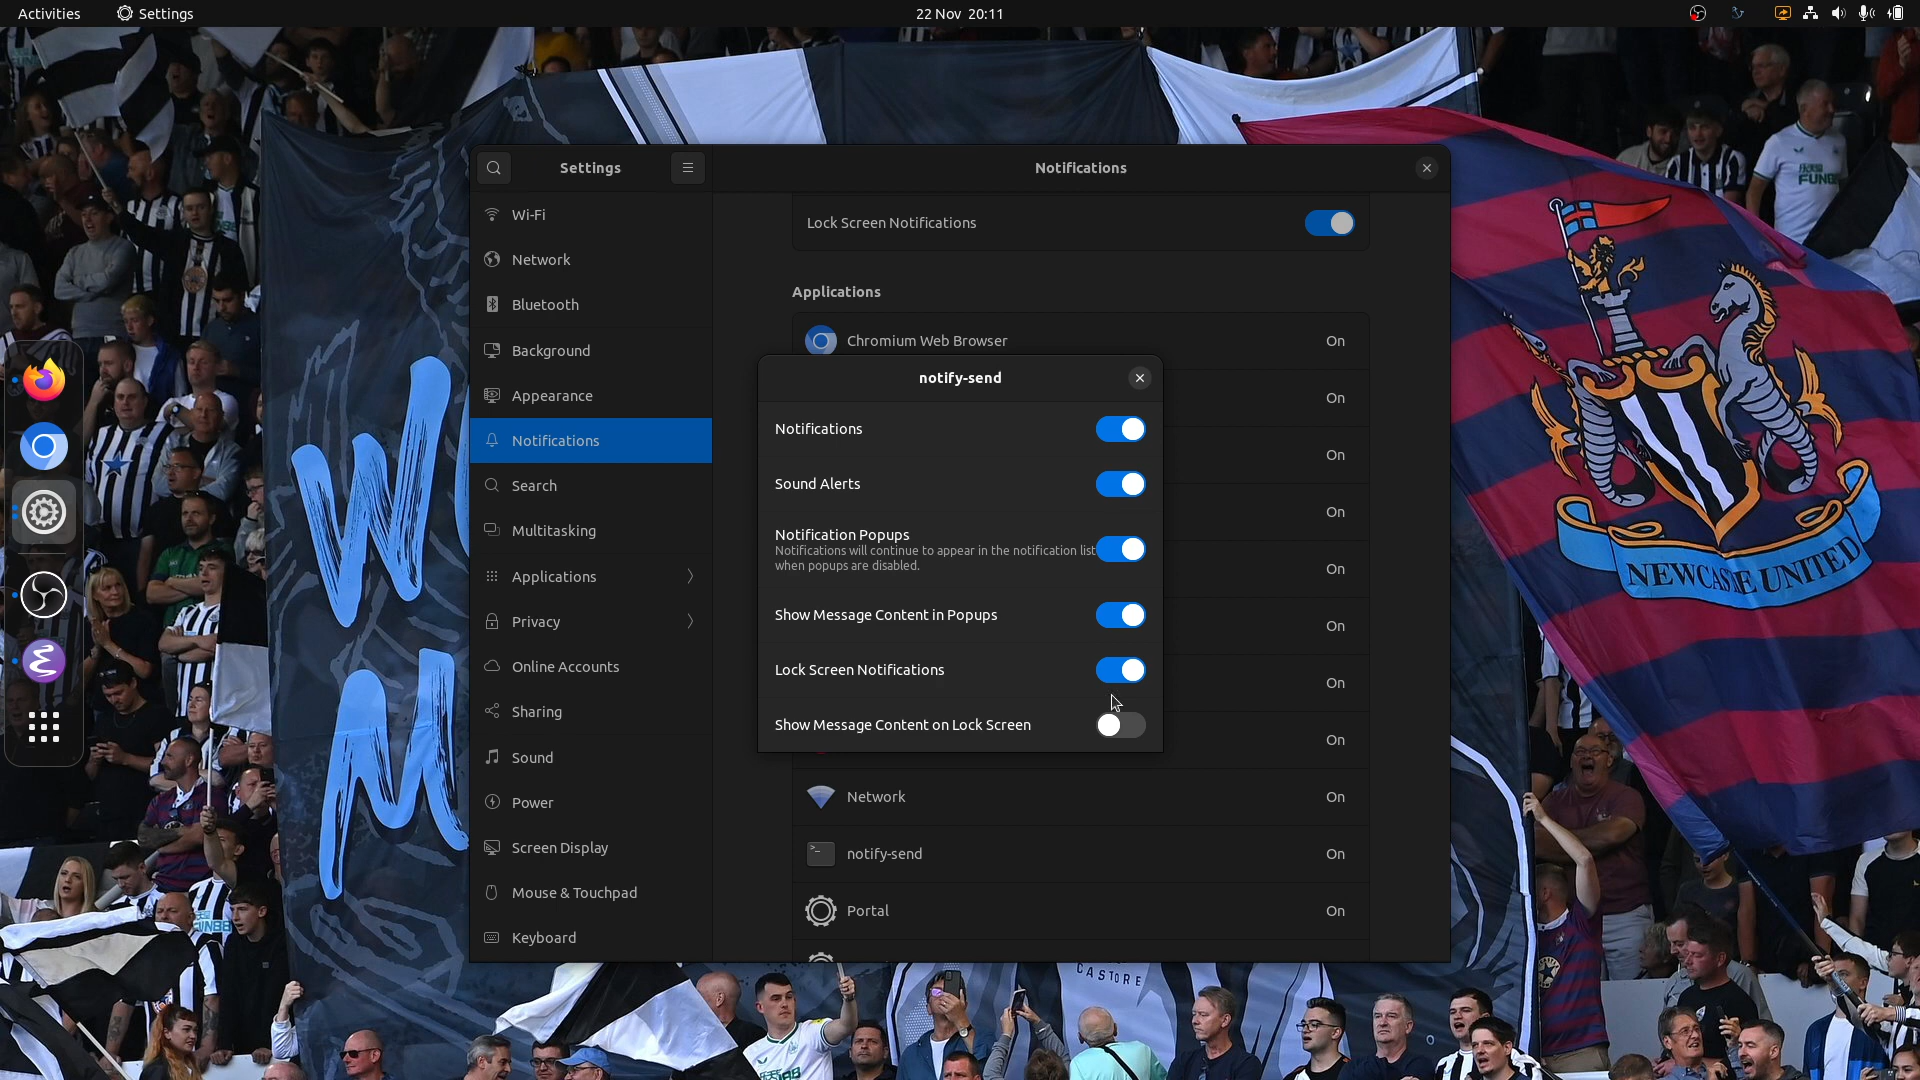 Activities
Settings
22 Nov 20:11
Settings
Notifications
Wi-Fi
Network
Bluetooth
Background
Appearance
Notifications
Search
Multitasking
Applications
Privacy
Online Accounts
Sharing
Sound
Power
Screen Display
Mouse & Touchpad
Keyboard
Lock Screen Notifications
Applications
Chromium Web Browser
On
On
On
On
On
On
On
On
Network
On
notify-send
On
Portal
On
notify-send
Notifications
Sound Alerts
Notification Popups
Notifications will continue to appear in the notification list
when popups are disabled.
Show Message Content in Popups
Lock Screen Notifications
Show Message Content on Lock Screen
NEWCASTLE UNITED
CASTORE